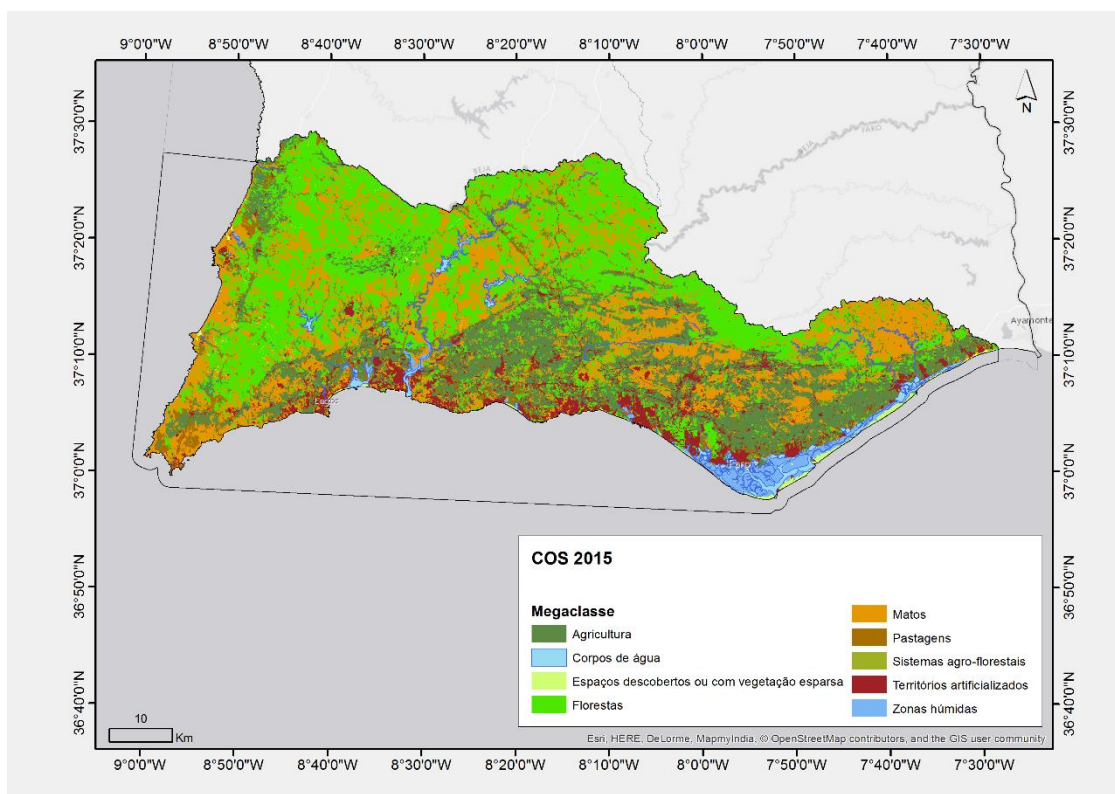 9°0'0"W 8°50'0"W 8°40'0"W 8°30'0"W 8°20'0"W 8°10'0"W 8°0'0"W 7°50'0"W 7°40'0"W 7°30'0"W
37°30'0"N 37°30'0"N
N
BEJA
FARO
BEJA
37°20'0"N 37°20'0"N
Ayamonte
37°10'0"N 37°10'0"N
Lagos
Faro
37°0'0"N 37°0'0"N
COS 2015
36°50'0"N 36°50'0"N
Megaclasse
Agricultura
Corpos de água
Espaços descobertos ou com vegetação esparsa
Florestas
Matos
Pastagens
Sistemas agro-florestais
Territórios artificializados
Zonas húmidas
36°40'0"N 36°40'0"N
10
Km
Esri, HERE, DeLorme, MapmyIndia, © OpenStreetMap contributors, and the GIS user community
9°0'0"W 8°50'0"W 8°40'0"W 8°30'0"W 8°20'0"W 8°10'0"W 8°0'0"W 7°50'0"W 7°40'0"W 7°30'0"W